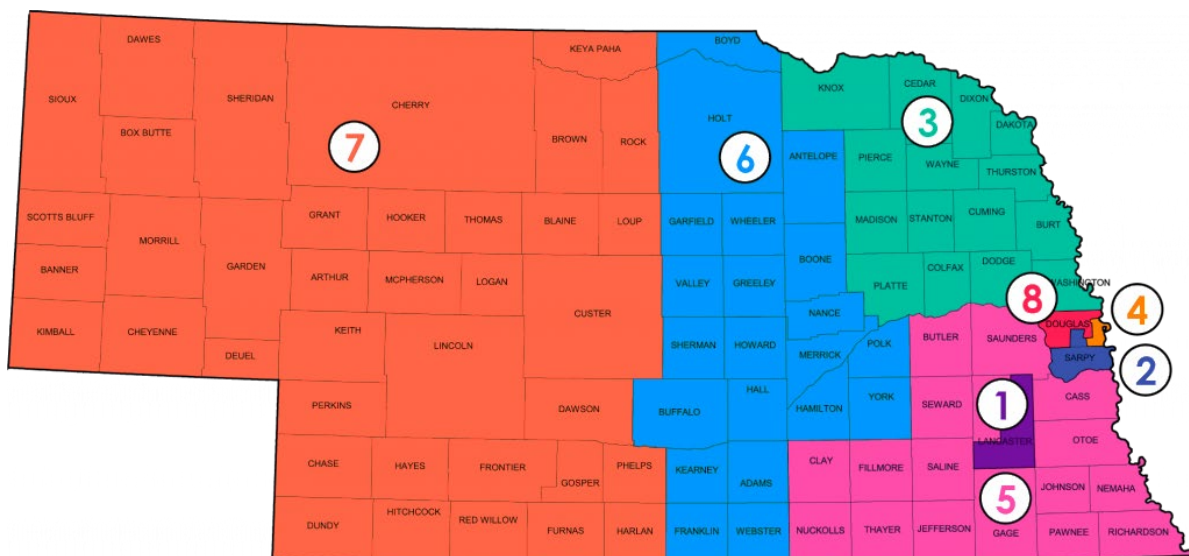 BOYD
DAWES
KEYA PAHA
CEDAR
KNOX
SIOUX
SHERIDAN
CHERRY
DIXON
HOLT
3
DAKOTA
BOX BUTTE
BROWN
ROCK
7
6
ANTELOPE
PIERCE
WAYNE
THURSTON
SCOTTS BLUFF
GRANT
HOOKER
THOMAS
BLAINE
LOUP
GARFIELD
WHEELER
MADISON
STANTON
CUMING
BURT
MORRILL
BANNER
GARDEN
ARTHUR
MCPHERSON
LOGAN
VALLEY
GREELEY
BOONE
PLATTE
COLFAX
DODGE
WASHINGTON
8
4
KIMBALL
CHEYENNE
KEITH
LINCOLN
CUSTER
NANCE
DOUGLAS
DEUEL
SHERMAN
HOWARD
MERRICK
POLK
BUTLER
SAUNDERS
SARPY
2
PERKINS
DAWSON
BUFFALO
HALL
HAMILTON
YORK
SEWARD
1
CASS
LANCASTER
OTOE
CHASE
HAYES
FRONTIER
GOSPER
PHELPS
KEARNEY
ADAMS
CLAY
FILLMORE
SALINE
5
JOHNSON
NEMAHA
DUNDY
HITCHCOCK
RED WILLOW
FURNAS
HARLAN
FRANKLIN
WEBSTER
NUCKOLLS
THAYER
JEFFERSON
GAGE
PAWNEE
RICHARDSON